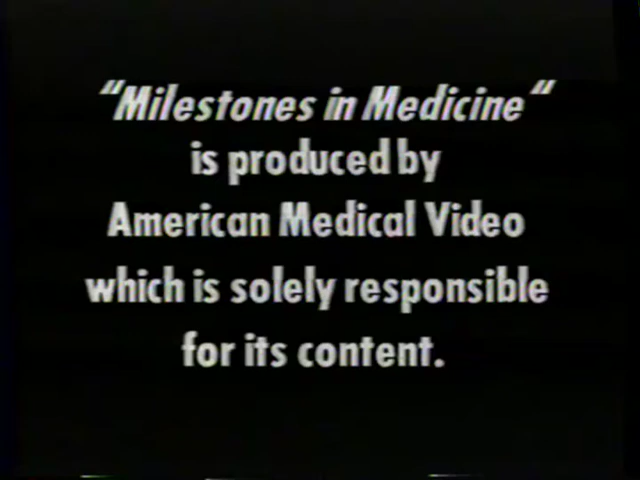 “Milestones in Medicine“
is produced by
American Medical Video
which is solely responsible
for its content.